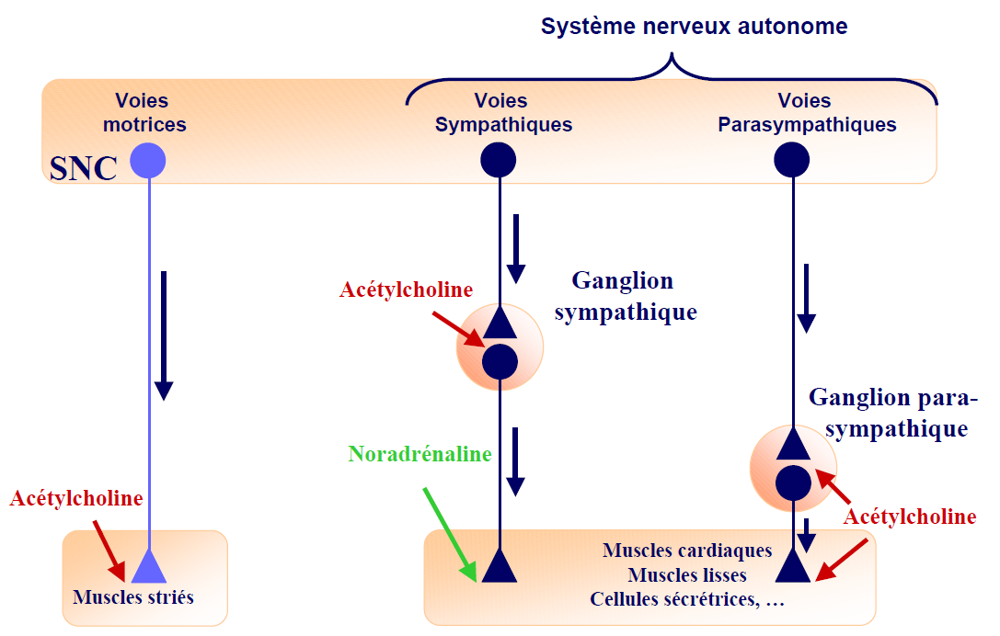 Système nerveux autonome
Voies
motrices
Voies
Sympathiques
Voies
Parasympathiques
SNC
Acétylcholine
Ganglion
sympathique
Ganglion para-
sympathique
Noradrénaline
Acétylcholine
Acétylcholine
Muscles striés
Muscles cardiaques
Muscles lisses
Cellules sécrétrices, …